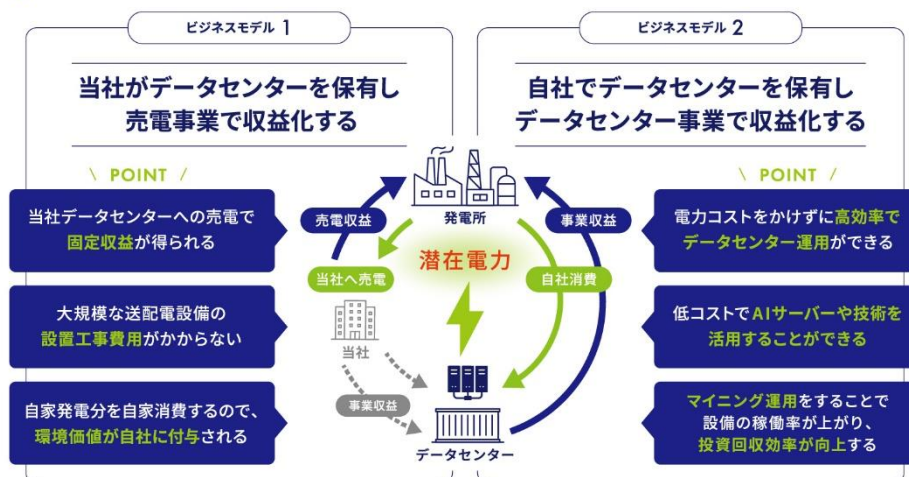 ビジネスモデル 1
当社がデータセンターを保有し
売電事業で収益化する
\ POINT /
当社データセンターへの売電で
固定収益が得られる
大規模な送配電設備の
設置工事費用がかからない
自家発電分を自家消費するので、
環境価値が自社に付与される
発電所
売電収益
事業収益
潜在電力
当社へ売電
自社消費
当社
事業収益
データセンター
ビジネスモデル 2
自社でデータセンターを保有し
データセンター事業で収益化する
\ POINT /
電力コストをかけずに高効率で
データセンター運用ができる
低コストでAIサーバーや技術を
活用することができる
マイニング運用をすることで
設備の稼働率が上がり、
投資回収効率が向上する